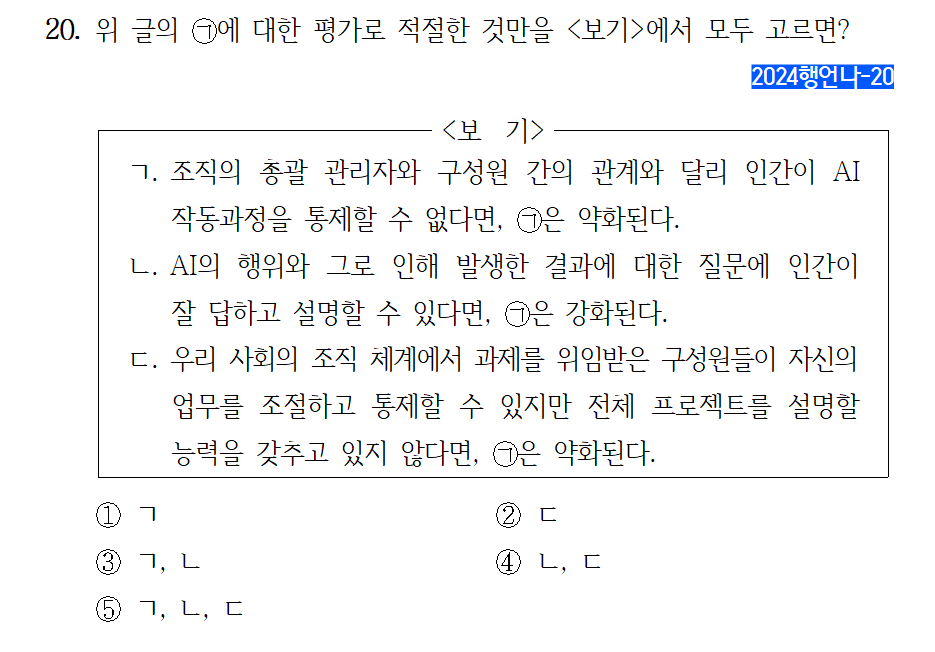 20. 위 글의 ㉠에 대한 평가로 적절한 것만을 <보기>에서 모두 고르면?
2024행언나-20
<보 기>
ㄱ. 조직의 총괄 관리자와 구성원 간의 관계와 달리 인간이 AI
작동과정을 통제할 수 없다면, ㉠은 약화된다.
ㄴ. AI의 행위와 그로 인해 발생한 결과에 대한 질문에 인간이
잘 답하고 설명할 수 있다면, ㉠은 강화된다.
ㄷ. 우리 사회의 조직 체계에서 과제를 위임받은 구성원들이 자신의
업무를 조절하고 통제할 수 있지만 전체 프로젝트를 설명할
능력을 갖추고 있지 않다면, ㉠은 약화된다.
① ㄱ ② ㄷ
③ ㄱ, ㄴ ④ ㄴ, ㄷ
⑤ ㄱ, ㄴ, ㄷ